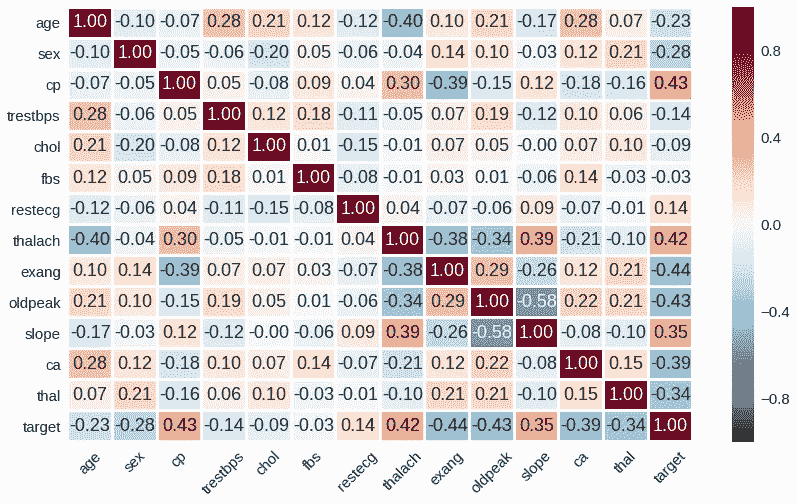 age 1.00 -0.10 -0.07 0.28 0.21 0.12 -0.12 -0.40 0.10 0.21 -0.17 0.28 0.07 -0.23
sex -0.10 1.00 -0.05 -0.06 -0.20 0.05 -0.06 -0.04 0.14 0.10 -0.03 0.12 0.21 -0.28
cp -0.07 -0.05 1.00 0.05 -0.08 0.09 0.04 0.30 -0.39 -0.15 0.12 -0.18 -0.16 0.43
trestbps 0.28 -0.06 0.05 1.00 0.12 0.18 -0.11 -0.05 0.07 0.19 -0.12 0.10 0.06 -0.14
chol 0.21 -0.20 -0.08 0.12 1.00 0.01 -0.15 -0.01 0.07 0.05 -0.00 0.07 0.10 -0.09
fbs 0.12 0.05 0.09 0.18 0.01 1.00 -0.08 -0.01 0.03 0.01 -0.06 0.14 -0.03 -0.03
restecg -0.12 -0.06 0.04 -0.11 -0.15 -0.08 1.00 0.04 -0.07 -0.06 0.09 -0.07 -0.01 0.14
thalach -0.40 -0.04 0.30 -0.05 -0.01 -0.01 0.04 1.00 -0.38 -0.34 0.39 -0.21 -0.10 0.42
exang 0.10 0.14 -0.39 0.07 0.07 0.03 -0.07 -0.38 1.00 0.29 -0.26 0.12 0.21 -0.44
oldpeak 0.21 0.10 -0.15 0.19 0.05 0.01 -0.06 -0.34 0.29 1.00 -0.58 0.22 0.21 -0.43
slope -0.17 -0.03 0.12 -0.12 -0.00 -0.06 0.09 0.39 -0.26 -0.58 1.00 -0.08 -0.10 0.35
ca 0.28 0.12 -0.18 0.10 0.07 0.14 -0.07 -0.21 0.12 0.22 -0.08 1.00 0.15 -0.39
thal 0.07 0.21 -0.16 0.06 0.10 -0.03 -0.01 -0.10 0.21 0.21 -0.10 0.15 1.00 -0.34
target -0.23 -0.28 0.43 -0.14 -0.09 -0.03 0.14 0.42 -0.44 -0.43 0.35 -0.39 -0.34 1.00
age sex cp trestbps chol fbs restecg thalach exang oldpeak slope ca thal target
0.8
0.4
0.0
-0.4
-0.8